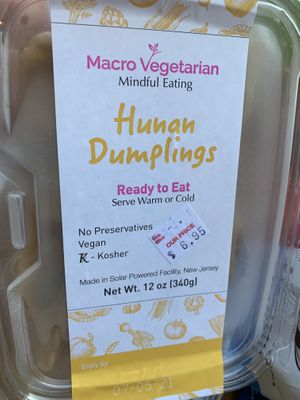 Macro Vegetarian
Mindful Eating
Hunan
Dumplings
Ready to Eat
Serve Warm or Cold
No Preservatives
Vegan
K - Kosher
OUR PRICE
6.95
Made in Solar Powered Facility, New Jersey
Net Wt. 12 oz (340g)
Enjoy By:
07-05-21